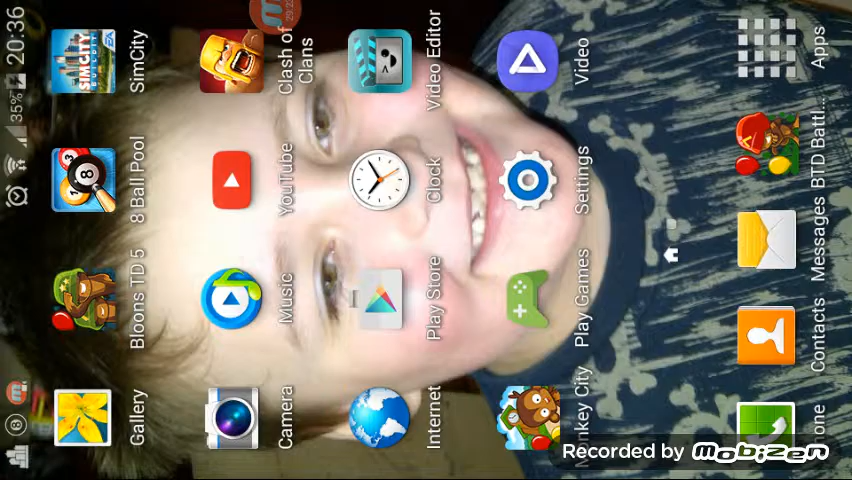 35% 20:36
Gallery
Bloons TD 5
8 Ball Pool
SimCity
Camera
Music
YouTube
Clash of
Clans
Internet
Play Store
Clock
Video Editor
Monkey City
Play Games
Settings
Video
Contacts
Messages
BTD Battl...
Apps
Recorded by Mobizen